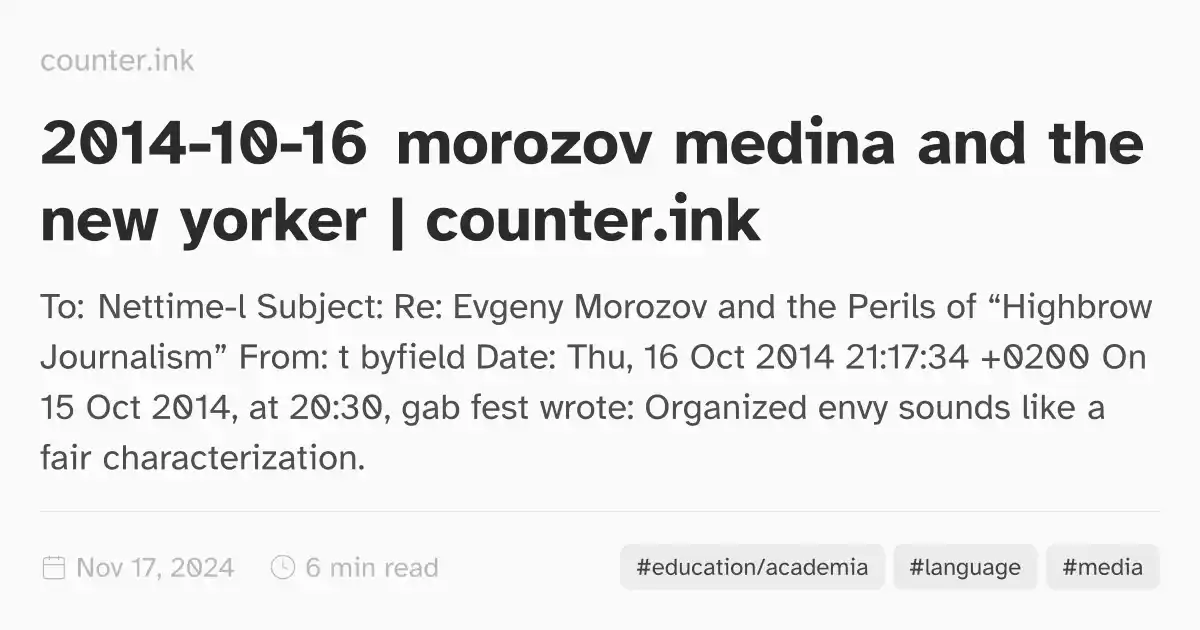 counter.ink
2014-10-16 morozov medina and the
new yorker | counter.ink
To: Nettime-l Subject: Re: Evgeny Morozov and the Perils of “Highbrow
Journalism” From: t byfield Date: Thu, 16 Oct 2014 21:17:34 +0200 On
15 Oct 2014, at 20:30, gab fest wrote: Organized envy sounds like a
fair characterization.
Nov 17, 2024 6 min read #education/academia #language #media